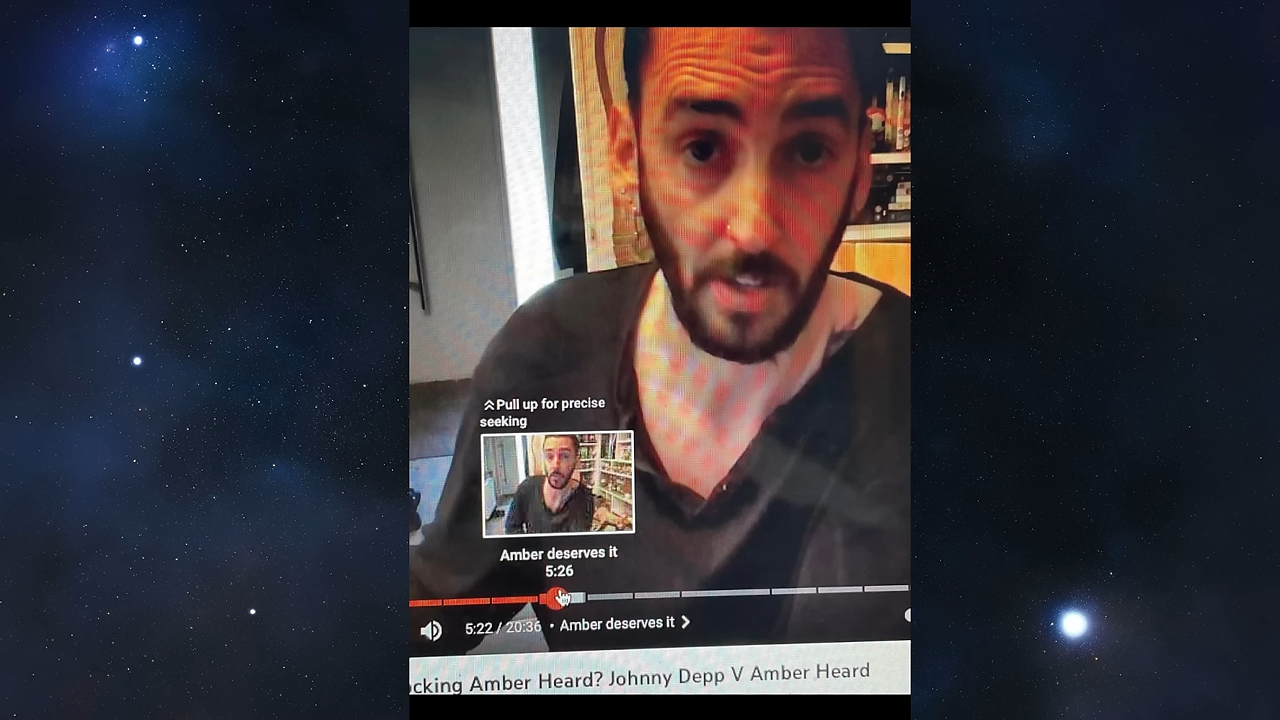 Pull up for precise
seeking
Amber deserves it
5:26
5:22 / 20:36 • Amber deserves it
cking Amber Heard? Johnny Depp V Amber Heard